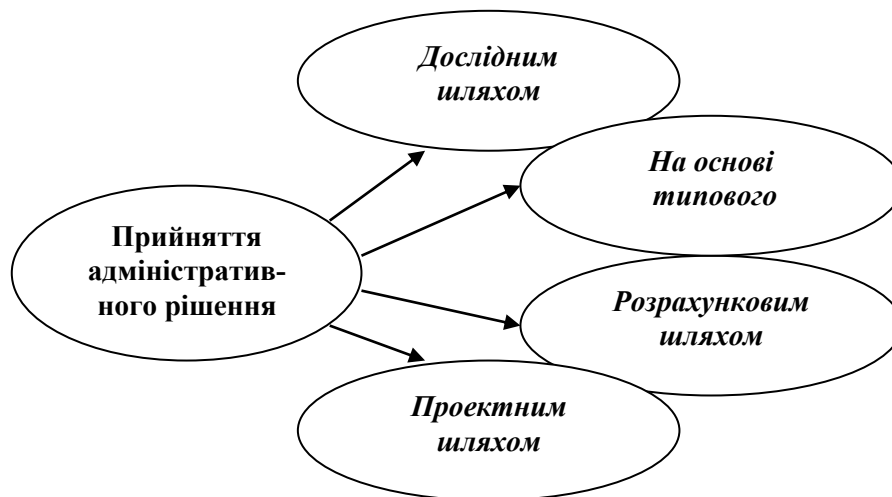 Дослідним
шляхом
На основі
типового
Прийняття
адміністратив-
ного рішення
Розрахунковим
шляхом
Проектним
шляхом